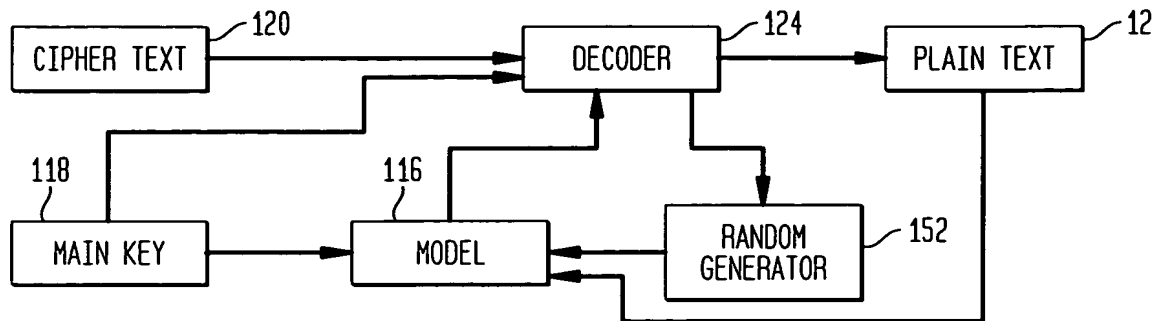 120
124
12
CIPHER TEXT
DECODER
PLAIN TEXT
118
116
152
MAIN KEY
MODEL
RANDOM
GENERATOR